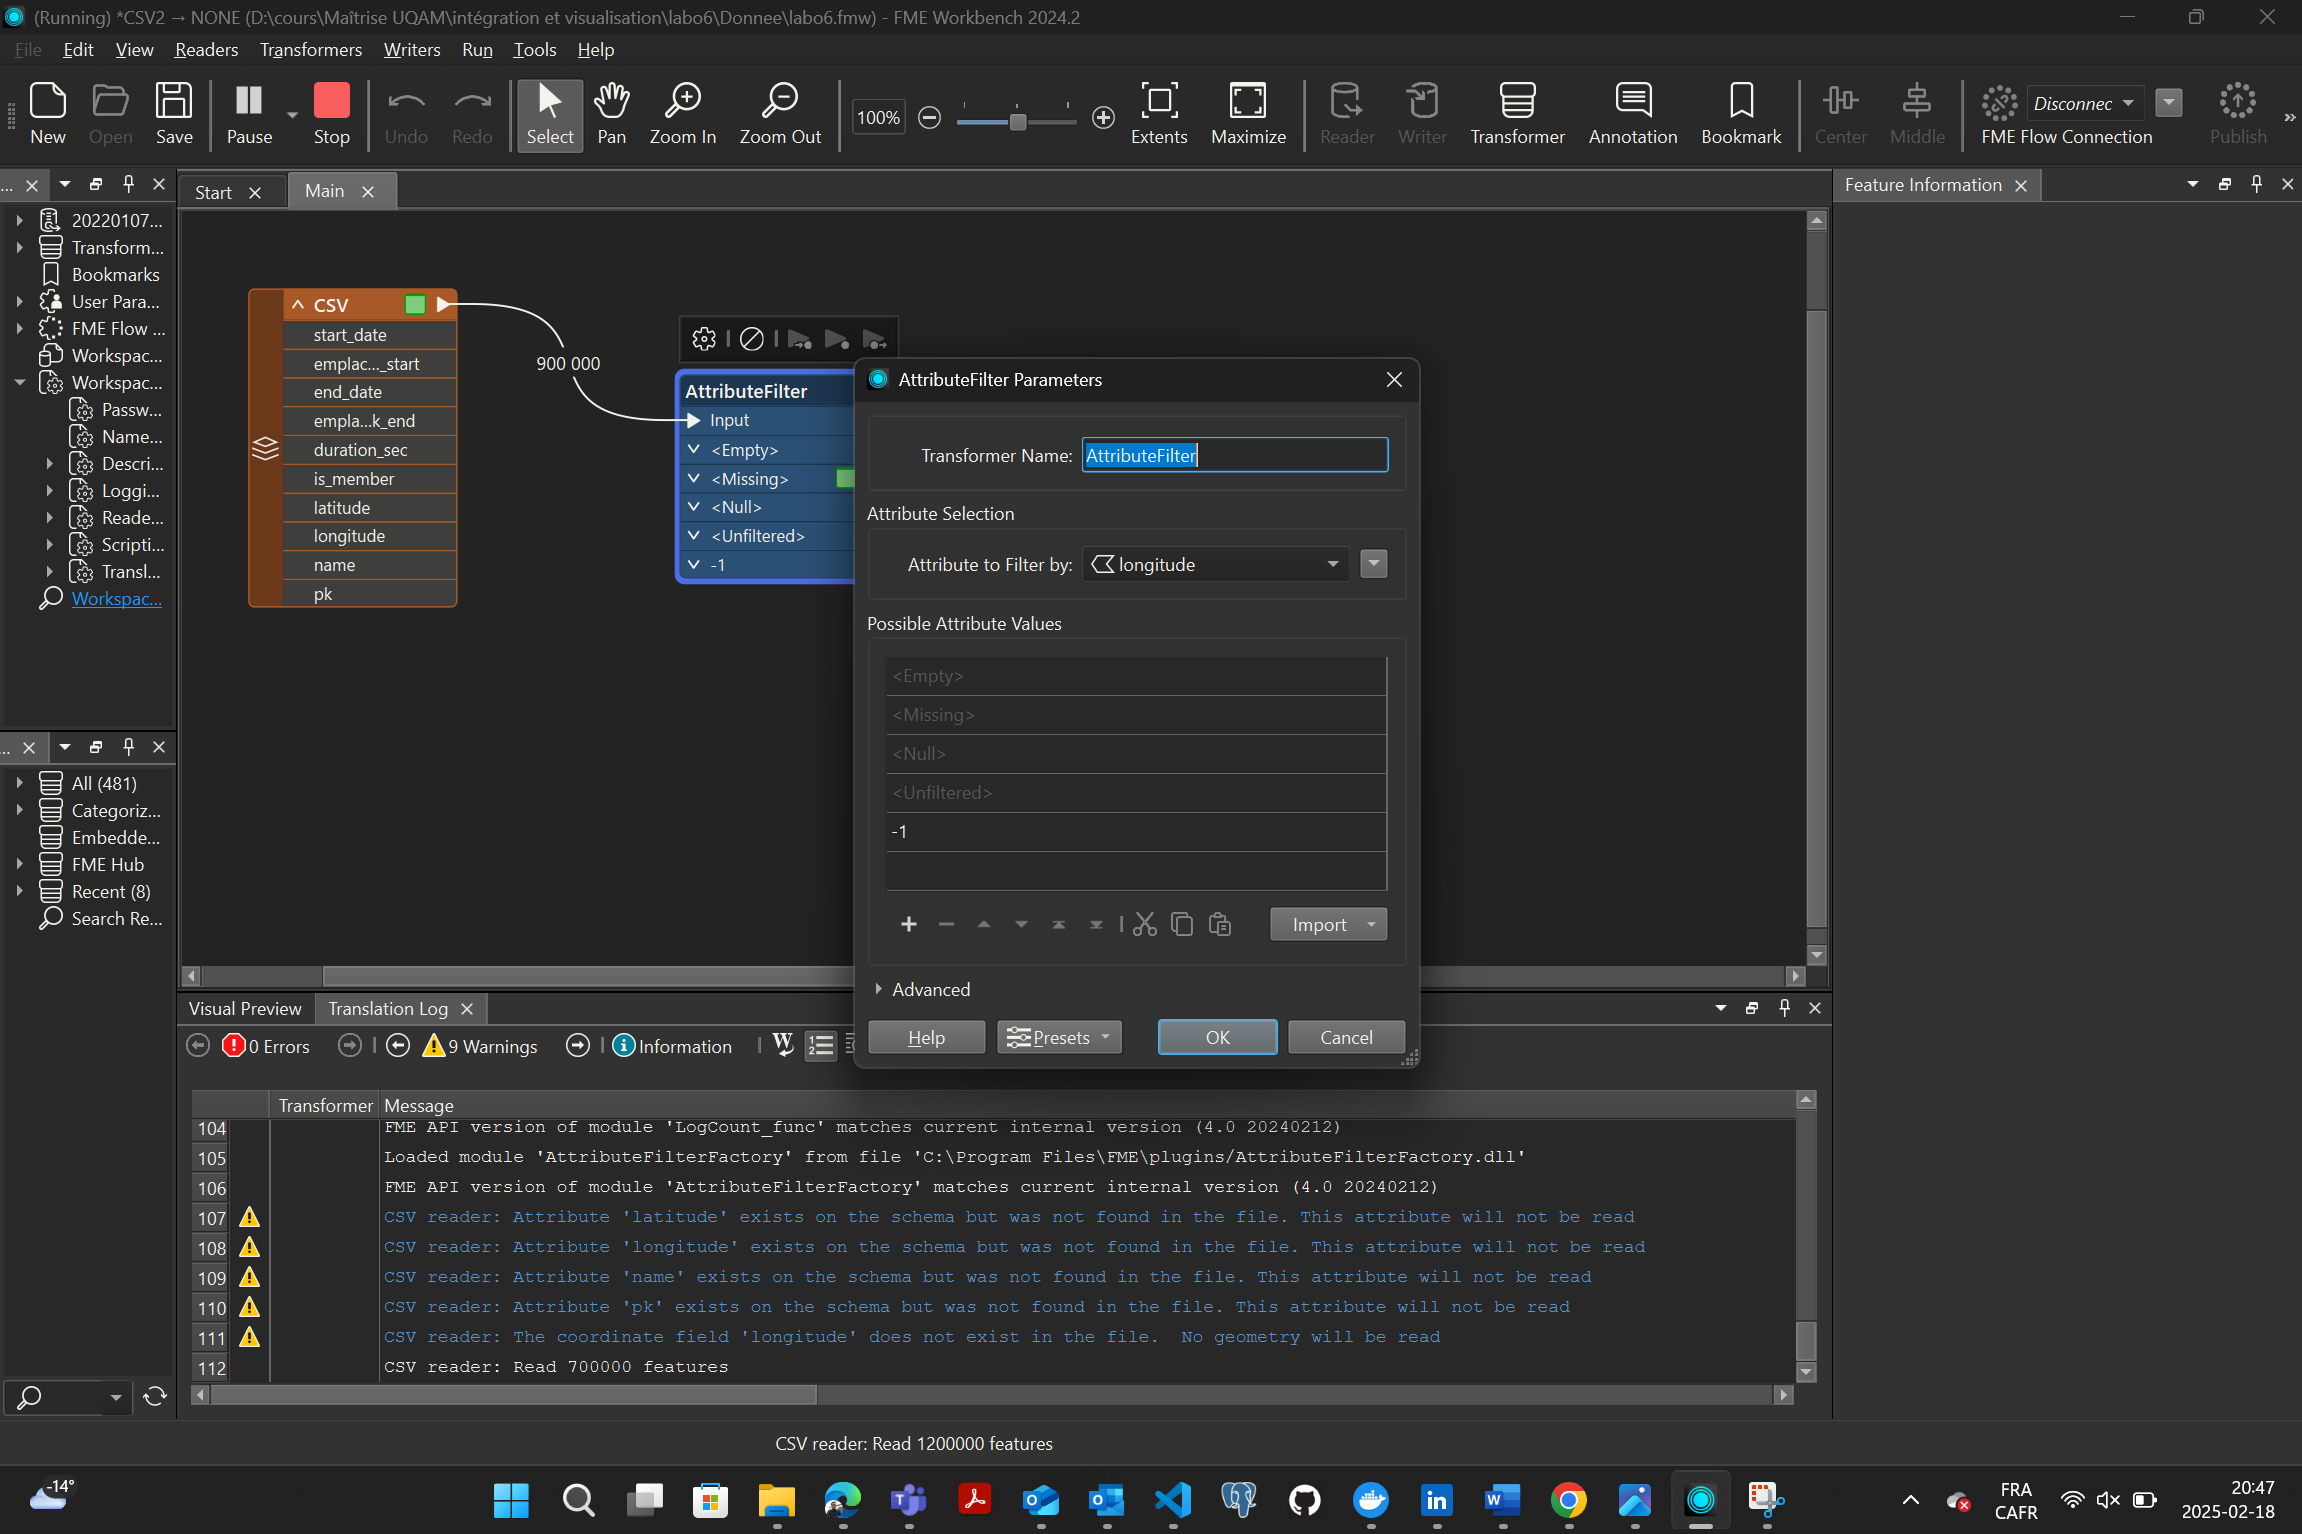 (Running) *CSV2 → NONE (D:\cours\Maîtrise UQAM\intégration et visualisation\labo6\Donnee\labo6.fmw) - FME Workbench 2024.2
File Edit View Readers Transformers Writers Run Tools Help
New Open Save Pause Stop Undo Redo Select Pan Zoom In Zoom Out 100% Extents Maximize Reader Writer Transformer Annotation Bookmark Center Middle Disconnec FME Flow Connection Publish »
...
20220107...
Transform...
Bookmarks
User Para...
FME Flow ...
Workspac...
Workspac...
Passw...
Name...
Descri...
Loggi...
Reade...
Scripti...
Transl...
Workspac...
...
All (481)
Categoriz...
Embedde...
FME Hub
Recent (8)
Search Re...
Start
Main
CSV
start_date
emplac..._start
end_date
empla...k_end
duration_sec
is_member
latitude
longitude
name
pk
900 000
AttributeFilter
Input
<Empty>
<Missing>
<Null>
<Unfiltered>
-1
AttributeFilter Parameters
Transformer Name: AttributeFilter
Attribute Selection
Attribute to Filter by: longitude
Possible Attribute Values
<Empty>
<Missing>
<Null>
<Unfiltered>
-1
Import
Advanced
Help Presets OK Cancel
Feature Information
Visual Preview Translation Log
0 Errors 9 Warnings Information
Transformer Message
104 FME API version of module 'LogCount_func' matches current internal version (4.0 20240212)
105 Loaded module 'AttributeFilterFactory' from file 'C:\Program Files\FME\plugins/AttributeFilterFactory.dll'
106 FME API version of module 'AttributeFilterFactory' matches current internal version (4.0 20240212)
107 CSV reader: Attribute 'latitude' exists on the schema but was not found in the file. This attribute will not be read
108 CSV reader: Attribute 'longitude' exists on the schema but was not found in the file. This attribute will not be read
109 CSV reader: Attribute 'name' exists on the schema but was not found in the file. This attribute will not be read
110 CSV reader: Attribute 'pk' exists on the schema but was not found in the file. This attribute will not be read
111 CSV reader: The coordinate field 'longitude' does not exist in the file.  No geometry will be read
112 CSV reader: Read 700000 features
CSV reader: Read 1200000 features
-14°
FRA
CAFR
20:47
2025-02-18